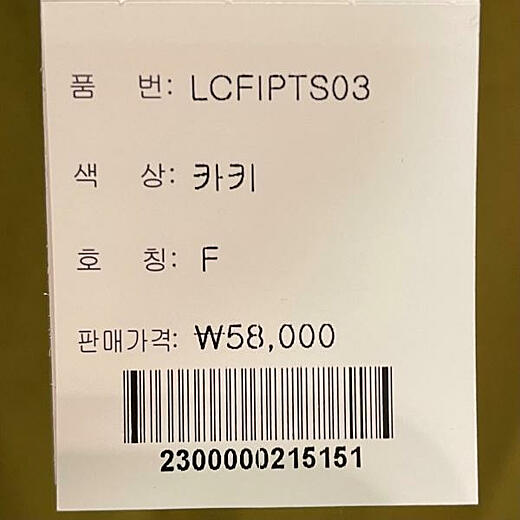 품 번: LCFIPTS03
색 상: 카키
호 칭: F
판매가격: ₩58,000
2300000215151